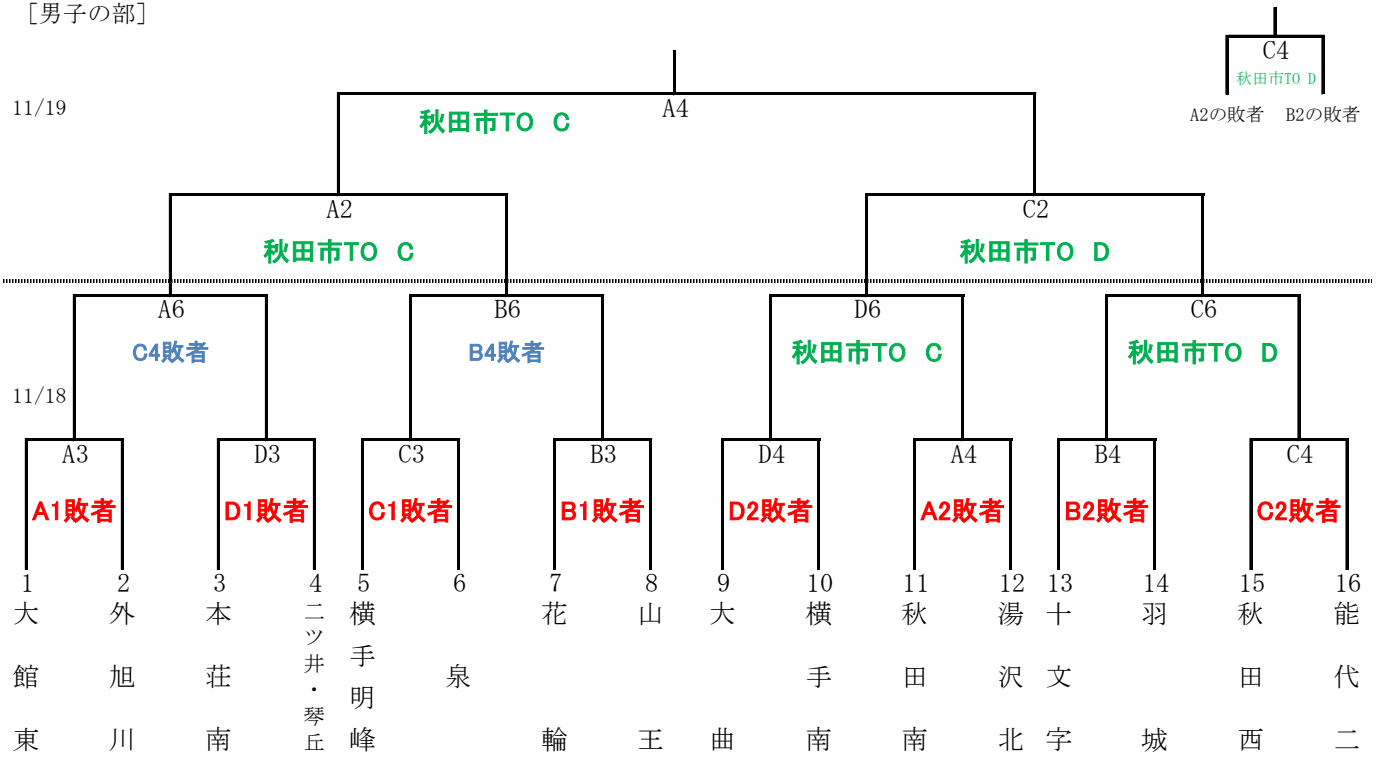 ［男子の部］
C4
秋田市TO D
A2の敗者 B2の敗者
11/19
A4
秋田市TO C
A2
C2
秋田市TO C
秋田市TO D
A6
B6
D6
C6
C4敗者
B4敗者
秋田市TO C
秋田市TO D
11/18
A3
D3
C3
B3
D4
A4
B4
C4
A1敗者
D1敗者
C1敗者
B1敗者
D2敗者
A2敗者
B2敗者
C2敗者
1
2
3
4
5
6
7
8
9
10
11
12
13
14
15
16
大館東
外旭川
本荘南
二ツ井・琴丘
横手明峰
泉
花輪
山王
大曲
横手南
秋田南
湯沢北
十文字
羽城
秋田西
能代二